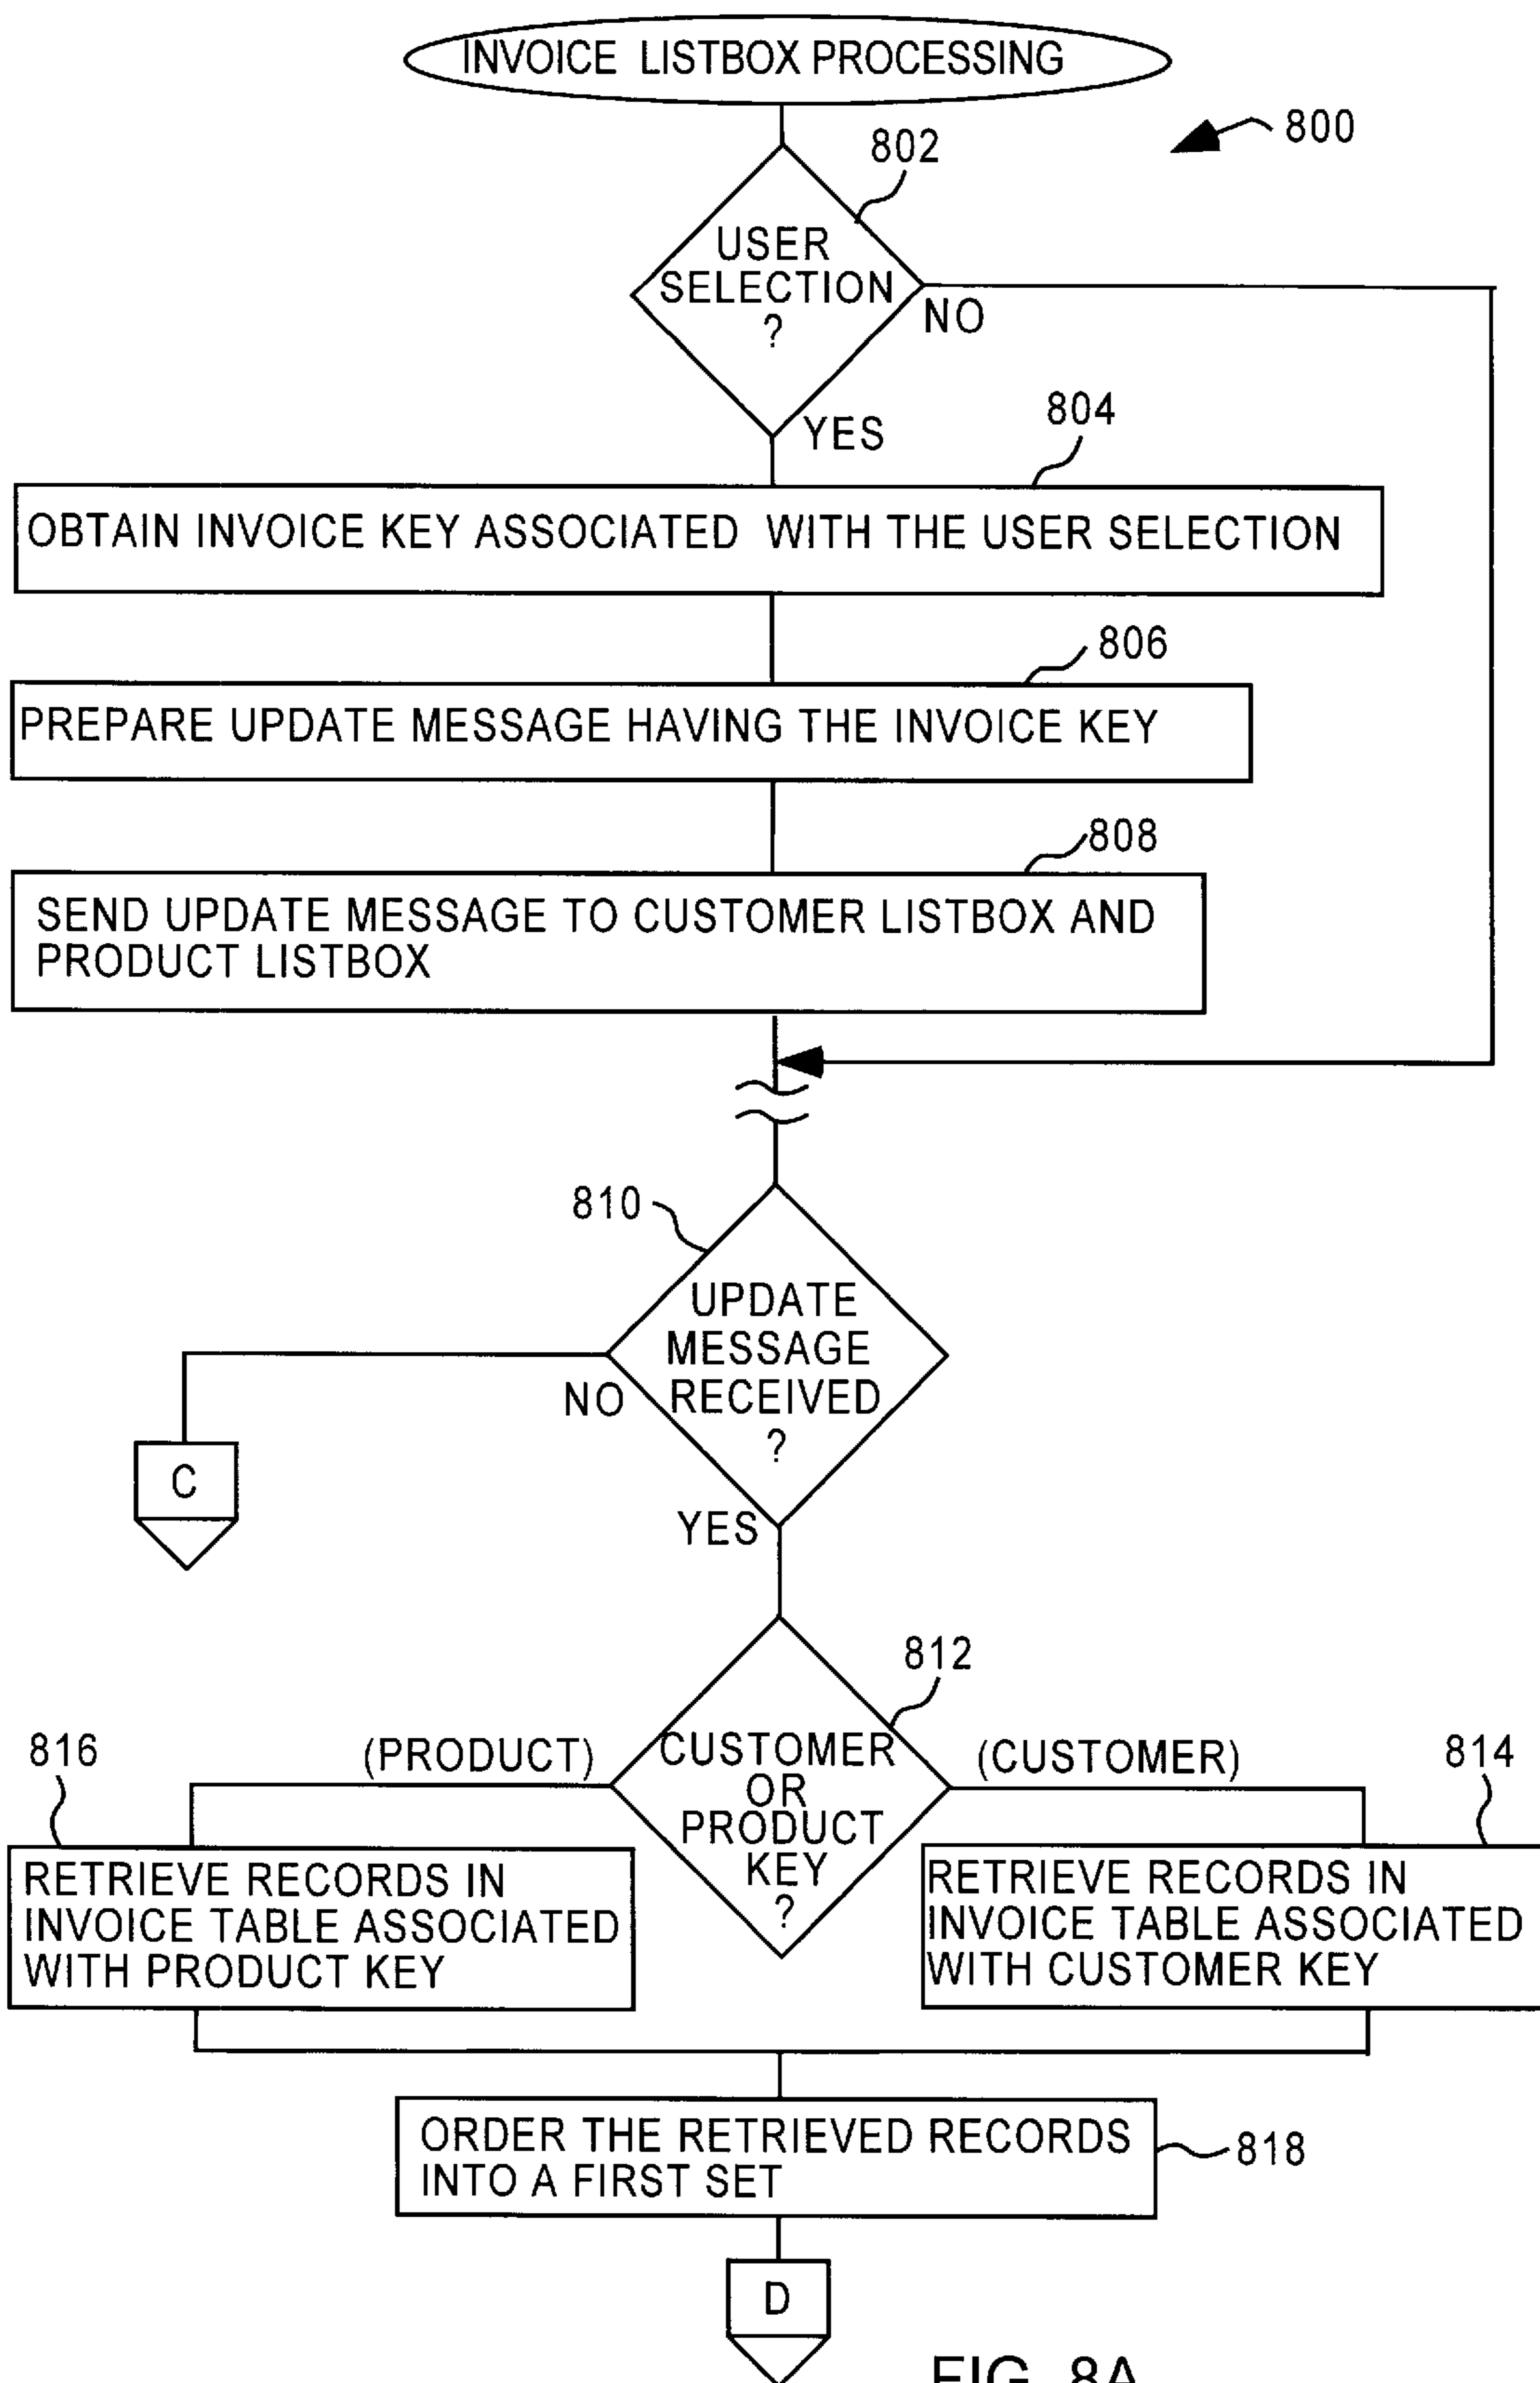 INVOICE LISTBOX PROCESSING
800
802
USER
SELECTION
?
NO
YES
804
OBTAIN INVOICE KEY ASSOCIATED WITH THE USER SELECTION
806
PREPARE UPDATE MESSAGE HAVING THE INVOICE KEY
808
SEND UPDATE MESSAGE TO CUSTOMER LISTBOX AND
PRODUCT LISTBOX
810
UPDATE
MESSAGE
RECEIVED
?
NO
C
YES
812
CUSTOMER
OR
PRODUCT
KEY
?
(PRODUCT)
(CUSTOMER)
816
RETRIEVE RECORDS IN
INVOICE TABLE ASSOCIATED
WITH PRODUCT KEY
814
RETRIEVE RECORDS IN
INVOICE TABLE ASSOCIATED
WITH CUSTOMER KEY
ORDER THE RETRIEVED RECORDS
INTO A FIRST SET
818
D
FIG. 8A